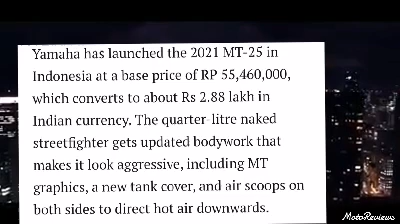 Yamaha has launched the 2021 MT-25 in
Indonesia at a base price of RP 55,460,000,
which converts to about Rs 2.88 lakh in
Indian currency. The quarter-litre naked
streetfighter gets updated bodywork that
makes it look aggressive, including MT
graphics, a new tank cover, and air scoops on
both sides to direct hot air downwards.
MotoReviews